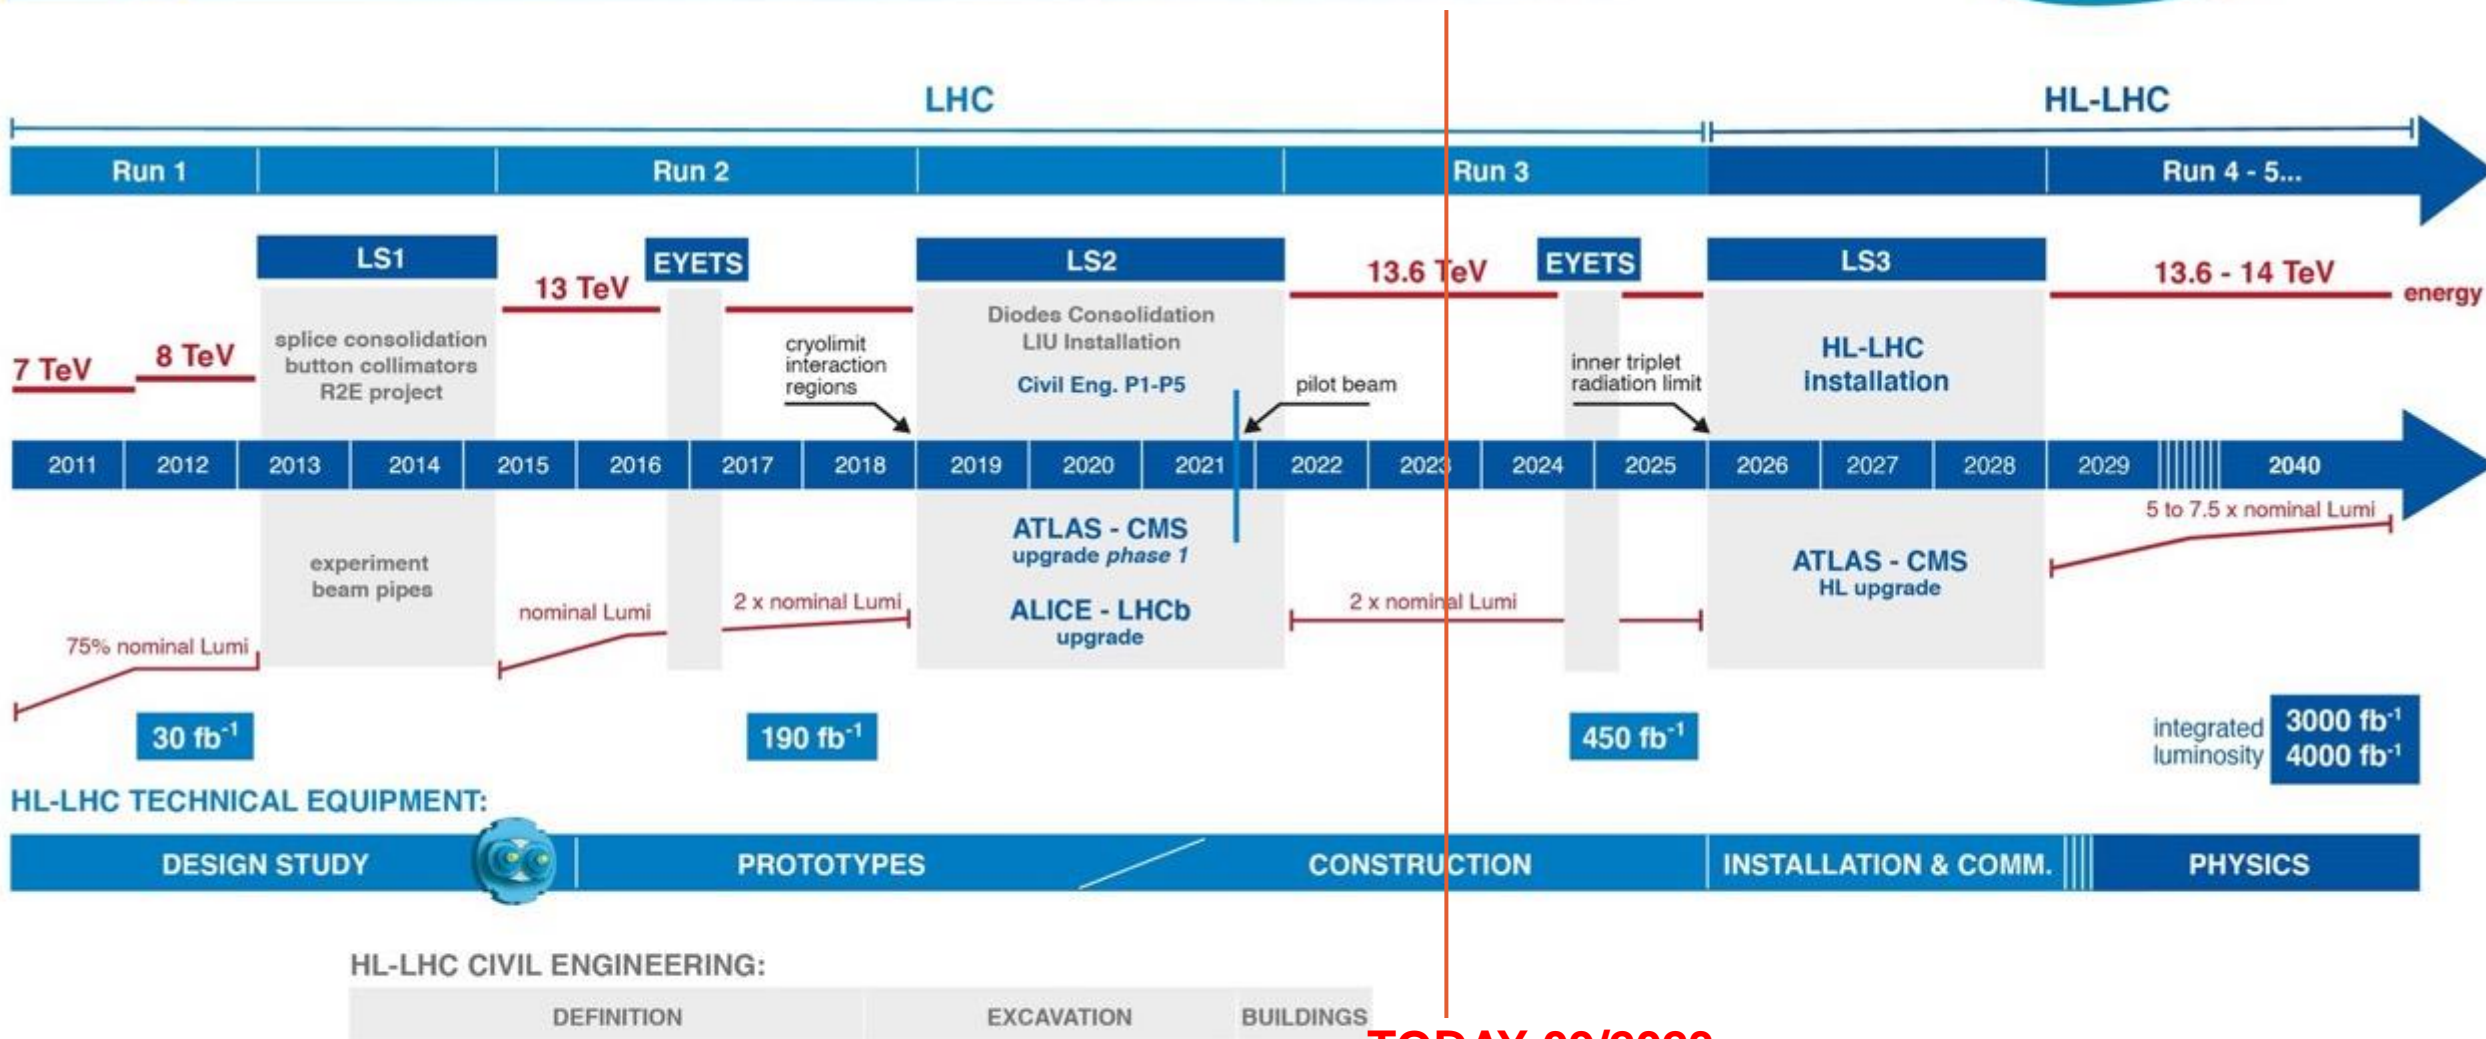 LHC
HL-LHC
Run 1
Run 2
Run 3
Run 4 - 5...
LS1
EYETS
LS2
EYETS
LS3
13 TeV
13.6 TeV
13.6 - 14 TeV
energy
7 TeV
8 TeV
splice consolidation
button collimators
R2E project
cryolimit
interaction
regions
Diodes Consolidation
LIU Installation
Civil Eng. P1-P5
pilot beam
inner triplet
radiation limit
HL-LHC
installation
2011
2012
2013
2014
2015
2016
2017
2018
2019
2020
2021
2022
2023
2024
2025
2026
2027
2028
2029
2040
5 to 7.5 x nominal Lumi
experiment
beam pipes
ATLAS - CMS
upgrade phase 1
ALICE - LHCb
upgrade
ATLAS - CMS
HL upgrade
75% nominal Lumi
nominal Lumi
2 x nominal Lumi
2 x nominal Lumi
30 fb⁻¹
190 fb⁻¹
450 fb⁻¹
integrated
luminosity
3000 fb⁻¹
4000 fb⁻¹
HL-LHC TECHNICAL EQUIPMENT:
DESIGN STUDY
PROTOTYPES
CONSTRUCTION
INSTALLATION & COMM.
PHYSICS
HL-LHC CIVIL ENGINEERING:
DEFINITION
EXCAVATION
BUILDINGS
TODAY